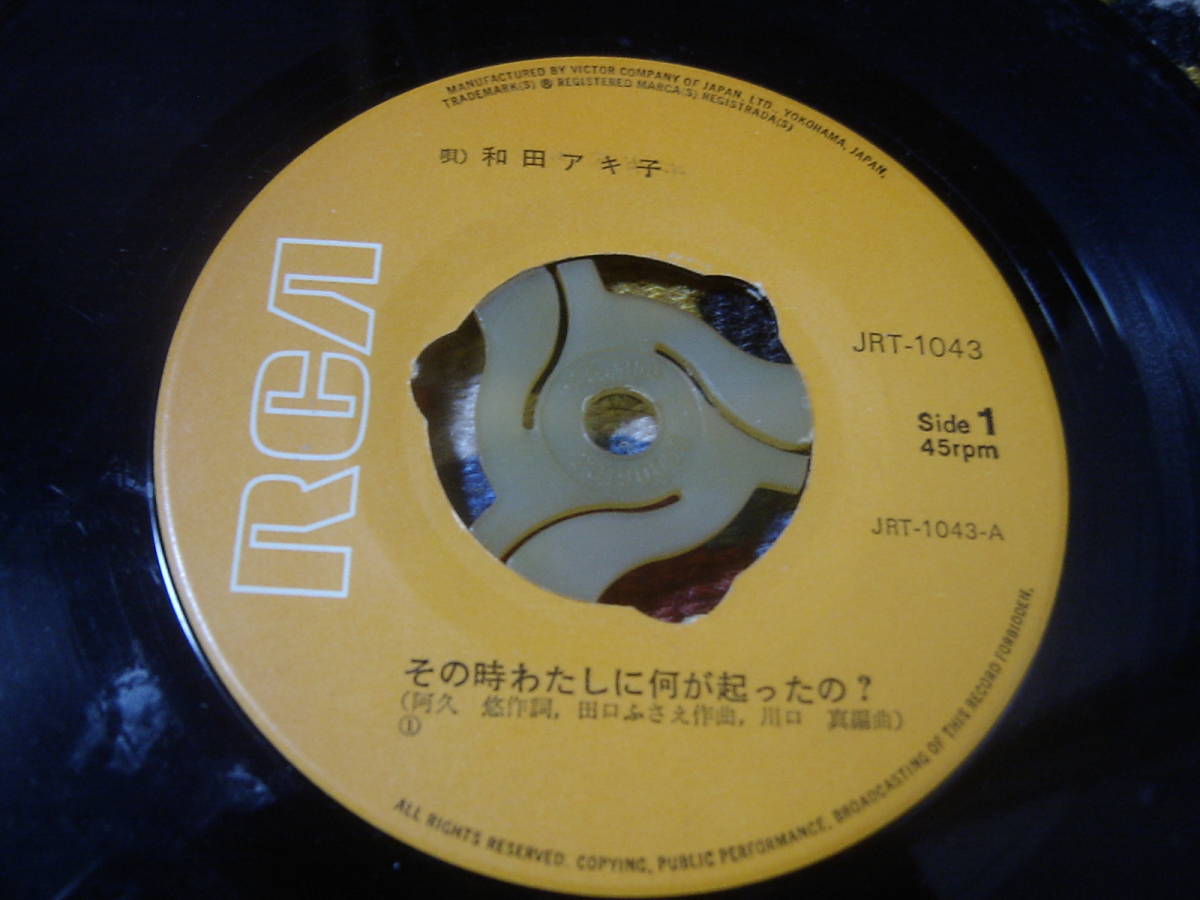 MANUFACTURED BY VICTOR COMPANY OF JAPAN, LTD., YOKOHAMA, JAPAN.
TRADEMARK(S) ® REGISTERED MARCA(S) REGISTRADA(S)
唄) 和田アキ子
RCA
JRT-1043
Side 1
45rpm
JRT-1043-A
その時わたしに何が起ったの?
(阿久 悠作詞, 田口ふさえ作曲, 川口 真編曲)
①
ALL RIGHTS RESERVED. COPYING, PUBLIC PERFORMANCE, BROADCASTING OF THIS RECORD FORBIDDEN.